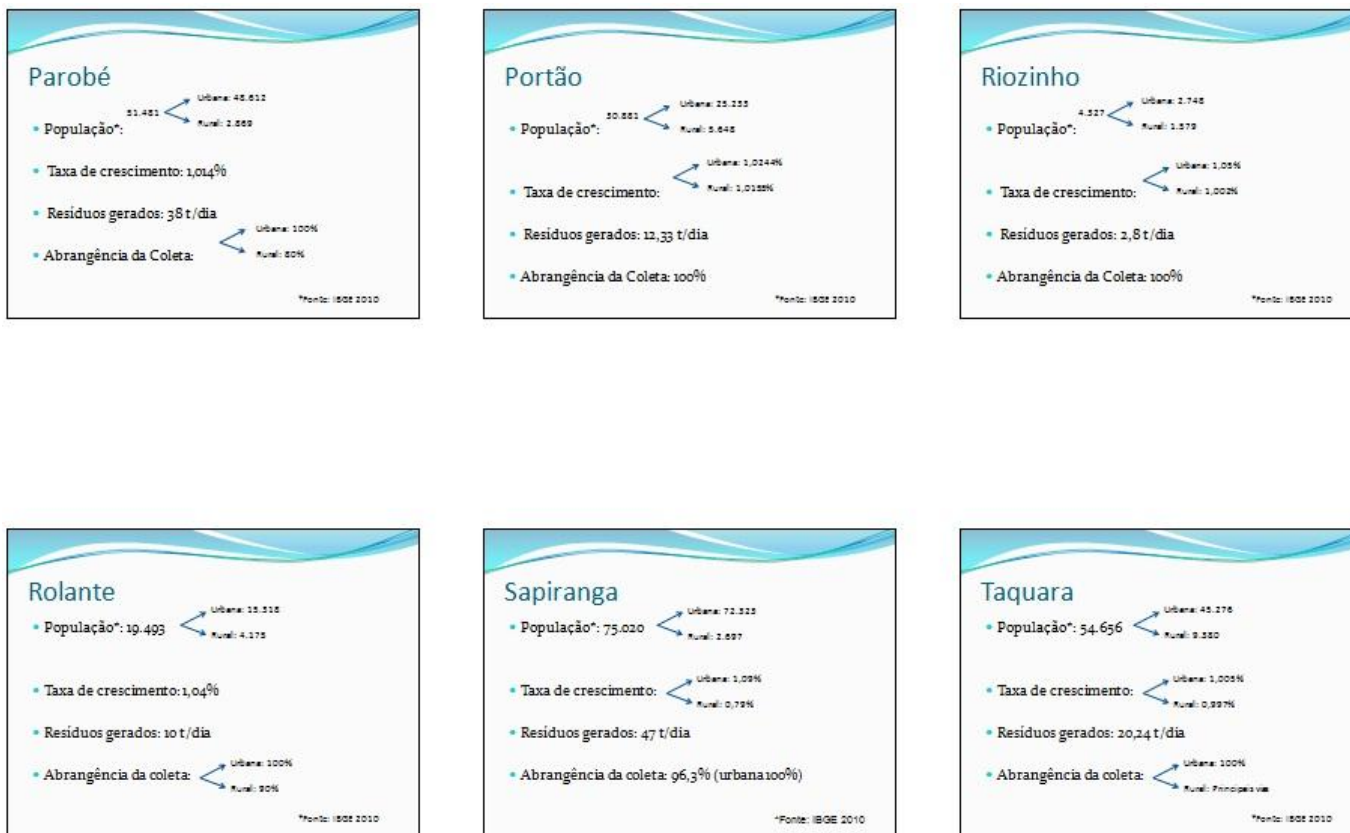 Parobé
• População*: 51.481
Urbana: 48.612
Rural: 2.869
• Taxa de crescimento: 1,014%
• Resíduos gerados: 38 t/dia
• Abrangência da Coleta:
Urbana: 100%
Rural: 80%
*Fonte: IBGE 2010
Portão
• População*: 30.881
Urbana: 25.233
Rural: 5.648
• Taxa de crescimento:
Urbana: 1,0244%
Rural:
• Resíduos gerados: 12,33 t/dia
• Abrangência da Coleta: 100%
*Fonte: IBGE 2010
Riozinho
• População*: 4.327
Urbana: 2.748
Rural: 1.579
• Taxa de crescimento:
Urbana: 1,03%
Rural: 1,002%
• Resíduos gerados: 2,8 t/dia
• Abrangência da Coleta: 100%
*Fonte: IBGE 2010
Rolante
• População*: 19.493
Urbana: 15.318
Rural: 4.175
• Taxa de crescimento: 1,04%
• Resíduos gerados: 10 t/dia
• Abrangência da coleta:
Urbana: 100%
Rural: 90%
*Fonte: IBGE 2010
Sapiranga
• População*: 75.020
Urbana: 72.323
Rural: 2.697
• Taxa de crescimento:
Urbana: 1,09%
Rural: 0,79%
• Resíduos gerados: 47 t/dia
• Abrangência da coleta: 96,3% (urbana 100%)
*Fonte: IBGE 2010
Taquara
• População*: 54.656
Urbana: 45.276
Rural: 9.380
• Taxa de crescimento:
Urbana: 1,005%
Rural: 0,997%
• Resíduos gerados: 20,24 t/dia
• Abrangência da coleta:
Urbana: 100%
Rural: Principais vias
*Fonte: IBGE 2010